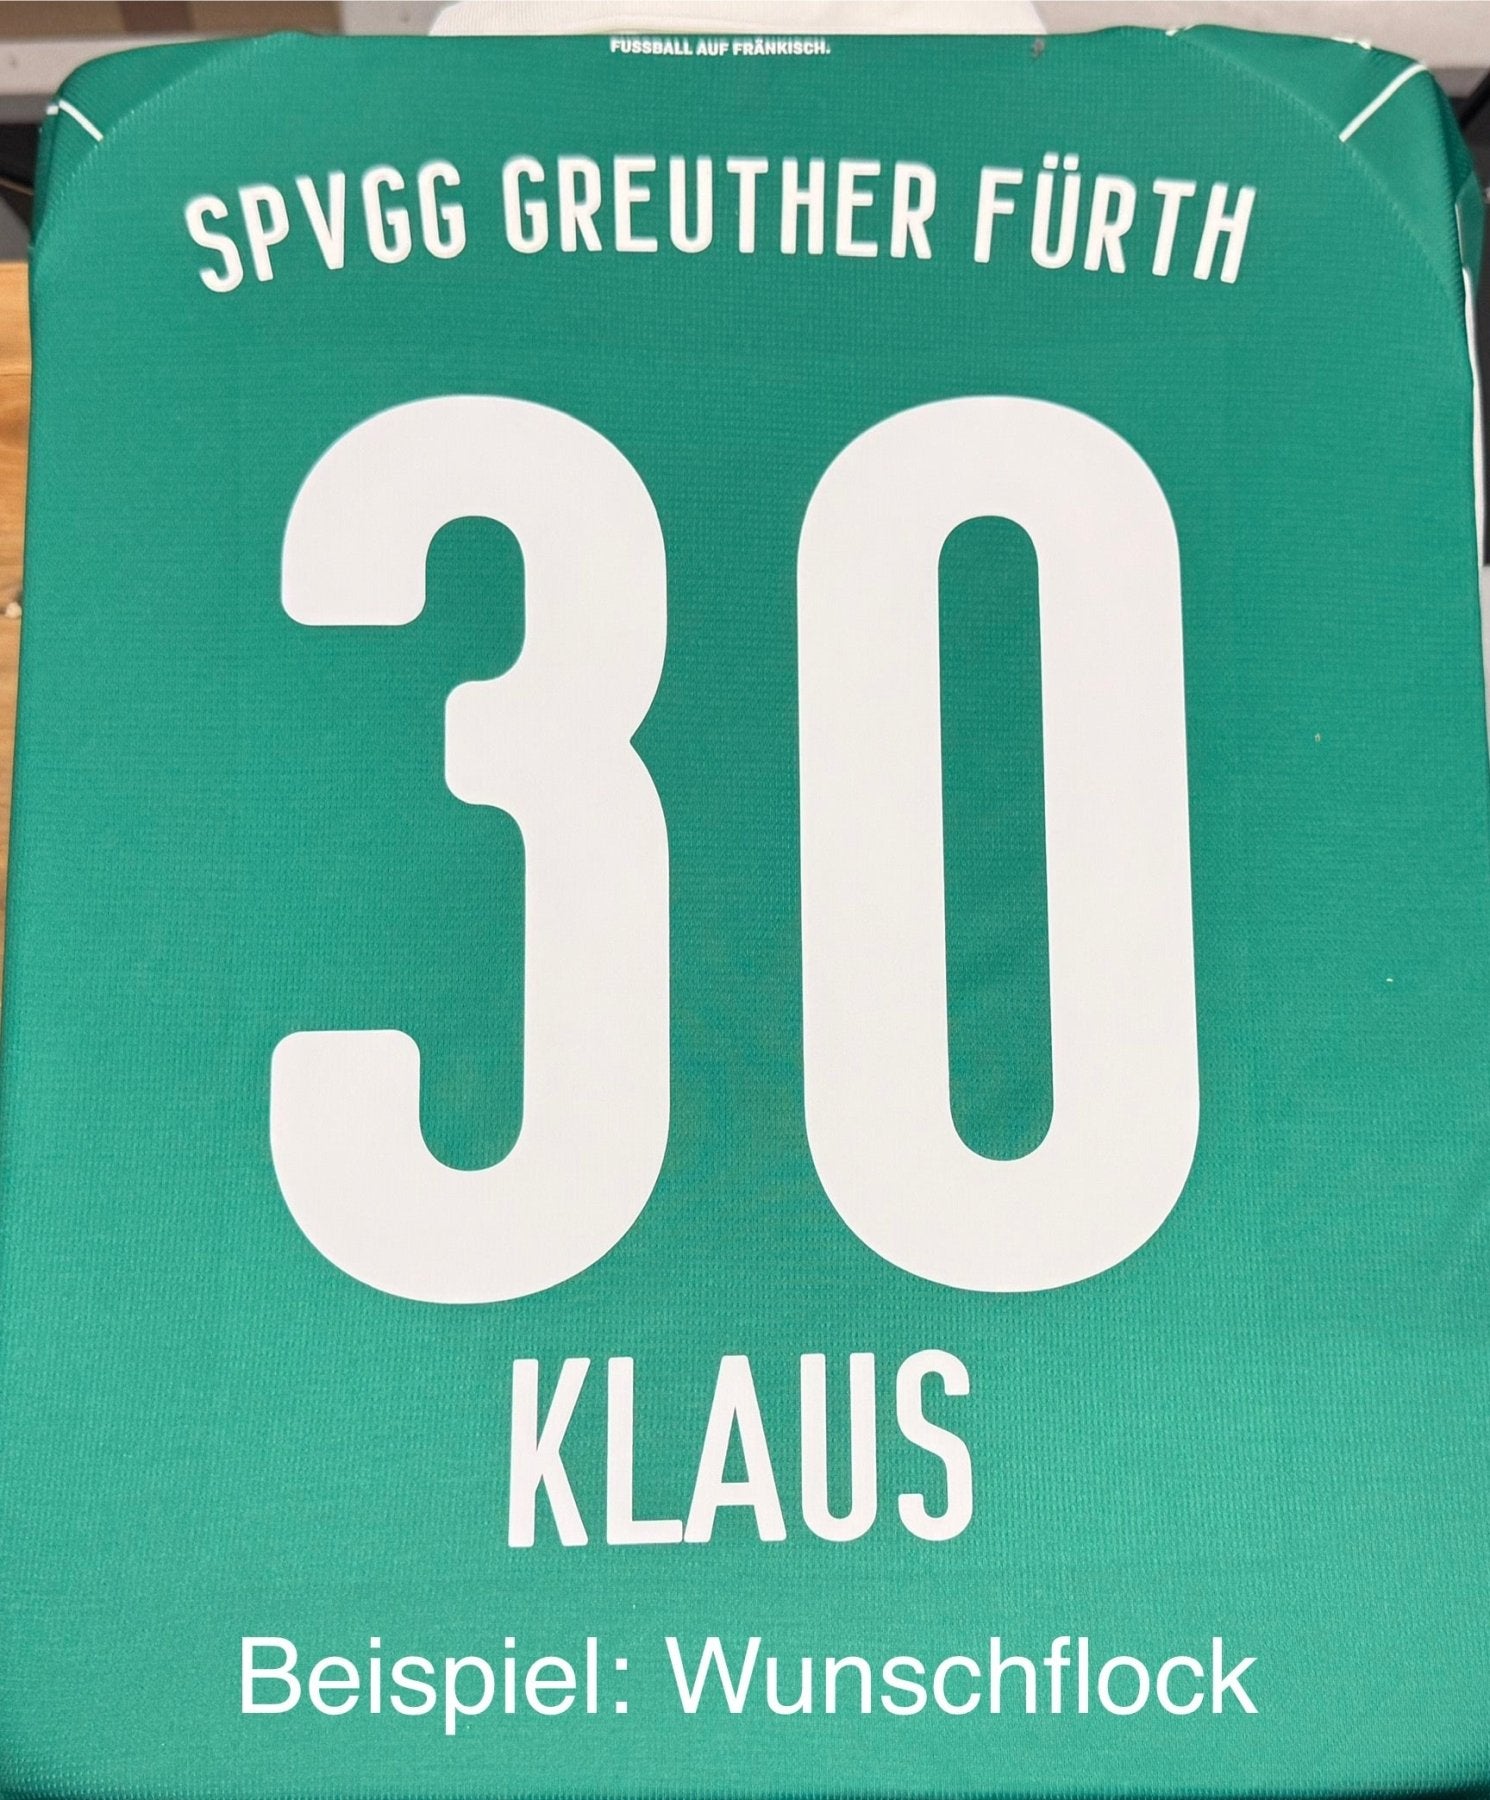 FUSSBALL AUF FRÄNKISCH.
SPVGG GREUTHER FÜRTH
30
KLAUS
Beispiel: Wunschflock